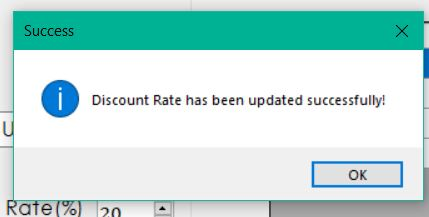 Success
Discount Rate has been updated successfully!
OK
U
Rate(%) 20